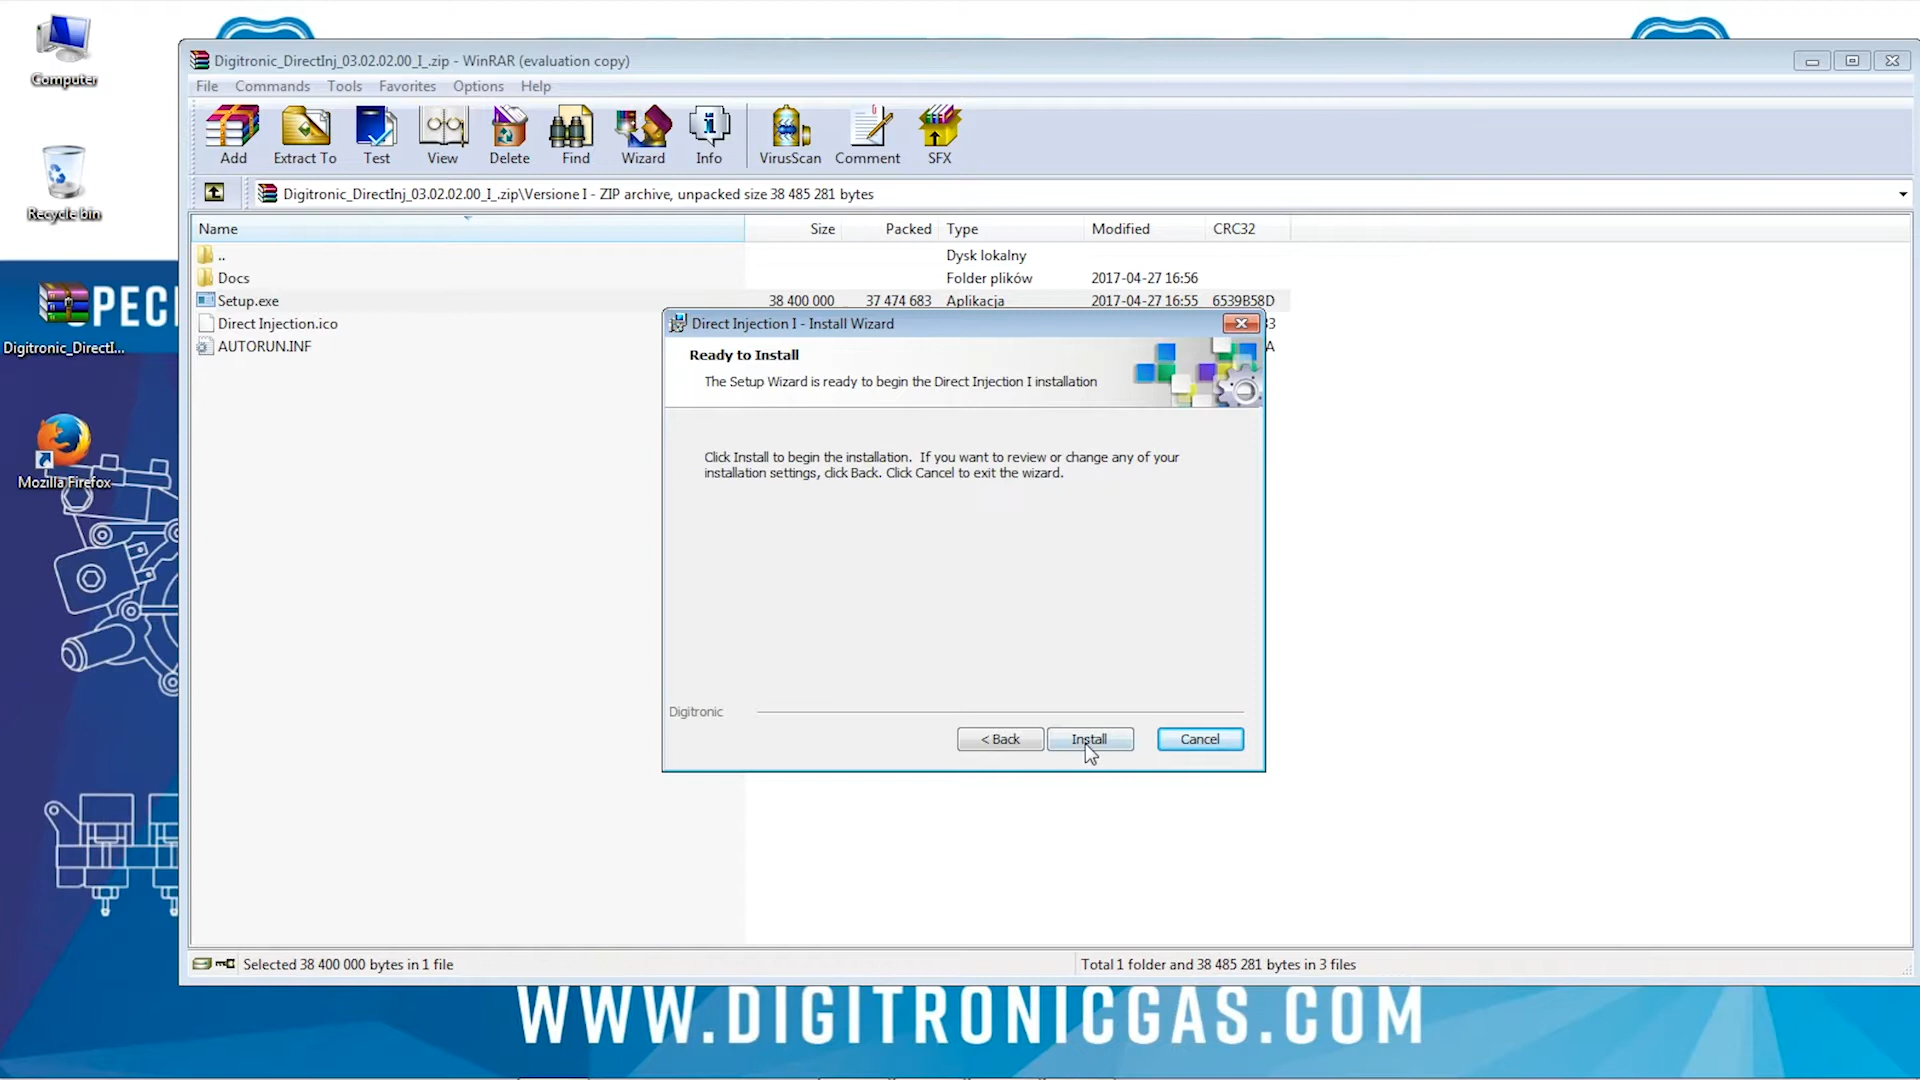 Computer
Recycle bin
PECI
Digitronic_DirectI...
Mozilla Firefox
Digitronic_DirectInj_03.02.02.00_I_.zip - WinRAR (evaluation copy)
File Commands Tools Favorites Options Help
Add Extract To Test View Delete Find Wizard Info VirusScan Comment SFX
Digitronic_DirectInj_03.02.02.00_I_.zip\Versione I - ZIP archive, unpacked size 38 485 281 bytes
Name Size Packed Type Modified CRC32
.. Dysk lokalny
Docs Folder plików 2017-04-27 16:56
Setup.exe 38 400 000 37 474 683 Aplikacja 2017-04-27 16:55 6539B58D
Direct Injection.ico 33
AUTORUN.INF A
Direct Injection I - Install Wizard
Ready to Install
The Setup Wizard is ready to begin the Direct Injection I installation
Click Install to begin the installation. If you want to review or change any of your
installation settings, click Back. Click Cancel to exit the wizard.
Digitronic
< Back Install Cancel
Selected 38 400 000 bytes in 1 file Total 1 folder and 38 485 281 bytes in 3 files
WWW.DIGITRONICGAS.COM